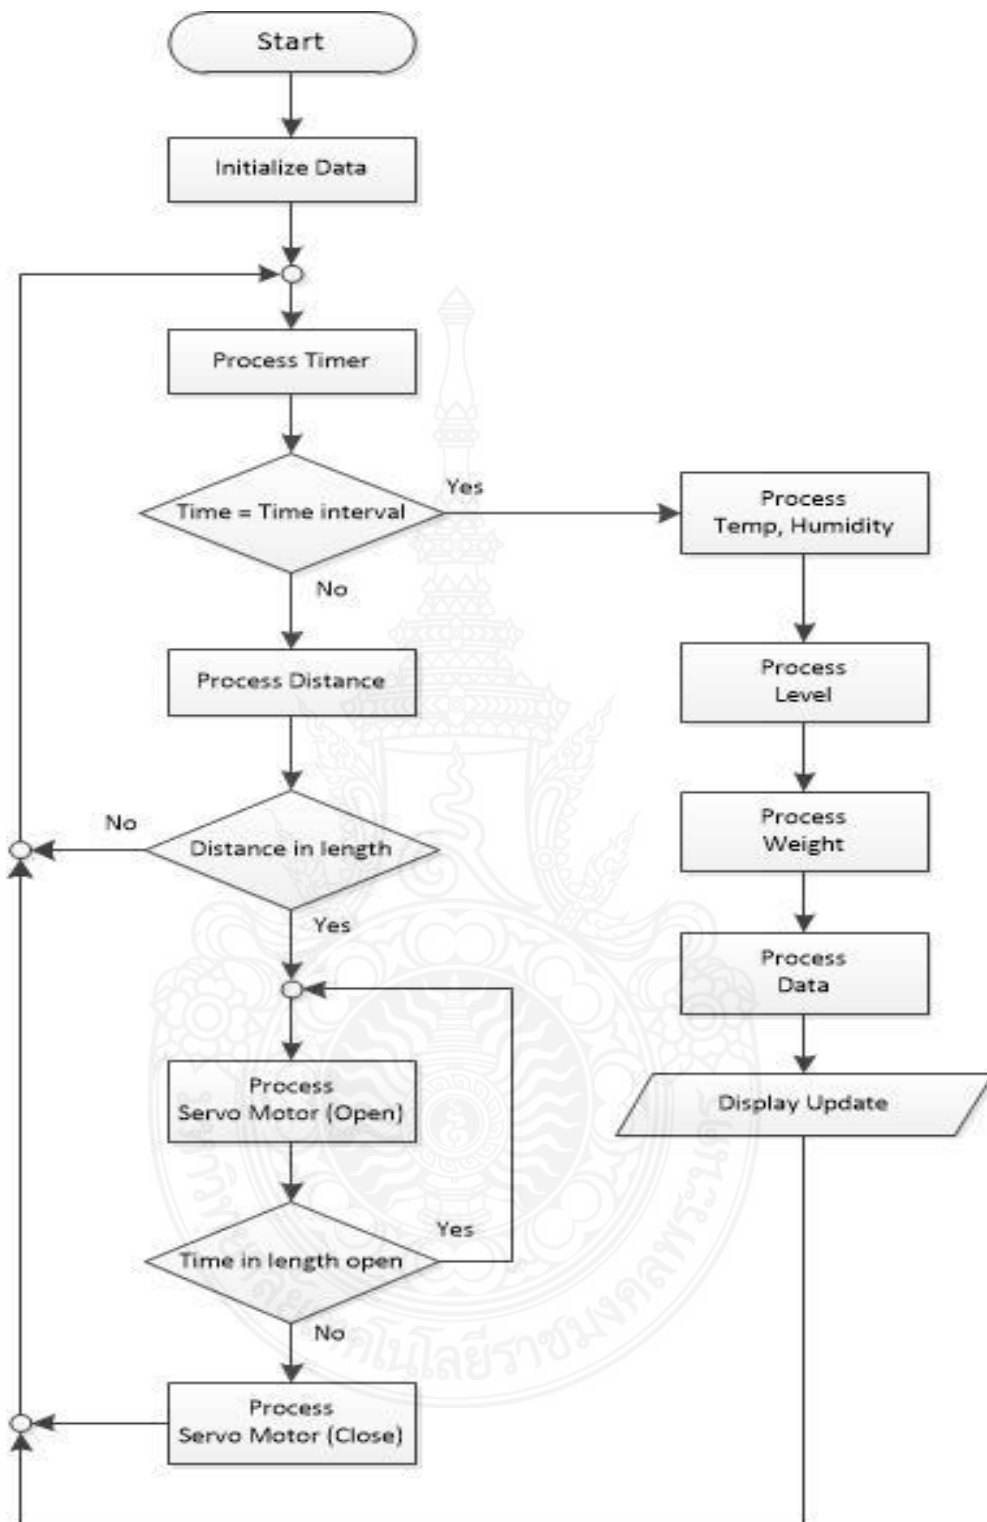 Start
Initialize Data
Process Timer
Time = Time interval
Yes
No
Process Distance
Distance in length
No
Yes
Process
Servo Motor (Open)
Time in length open
Yes
No
Process
Servo Motor (Close)
Process
Temp, Humidity
Process
Level
Process
Weight
Process
Data
Display Update